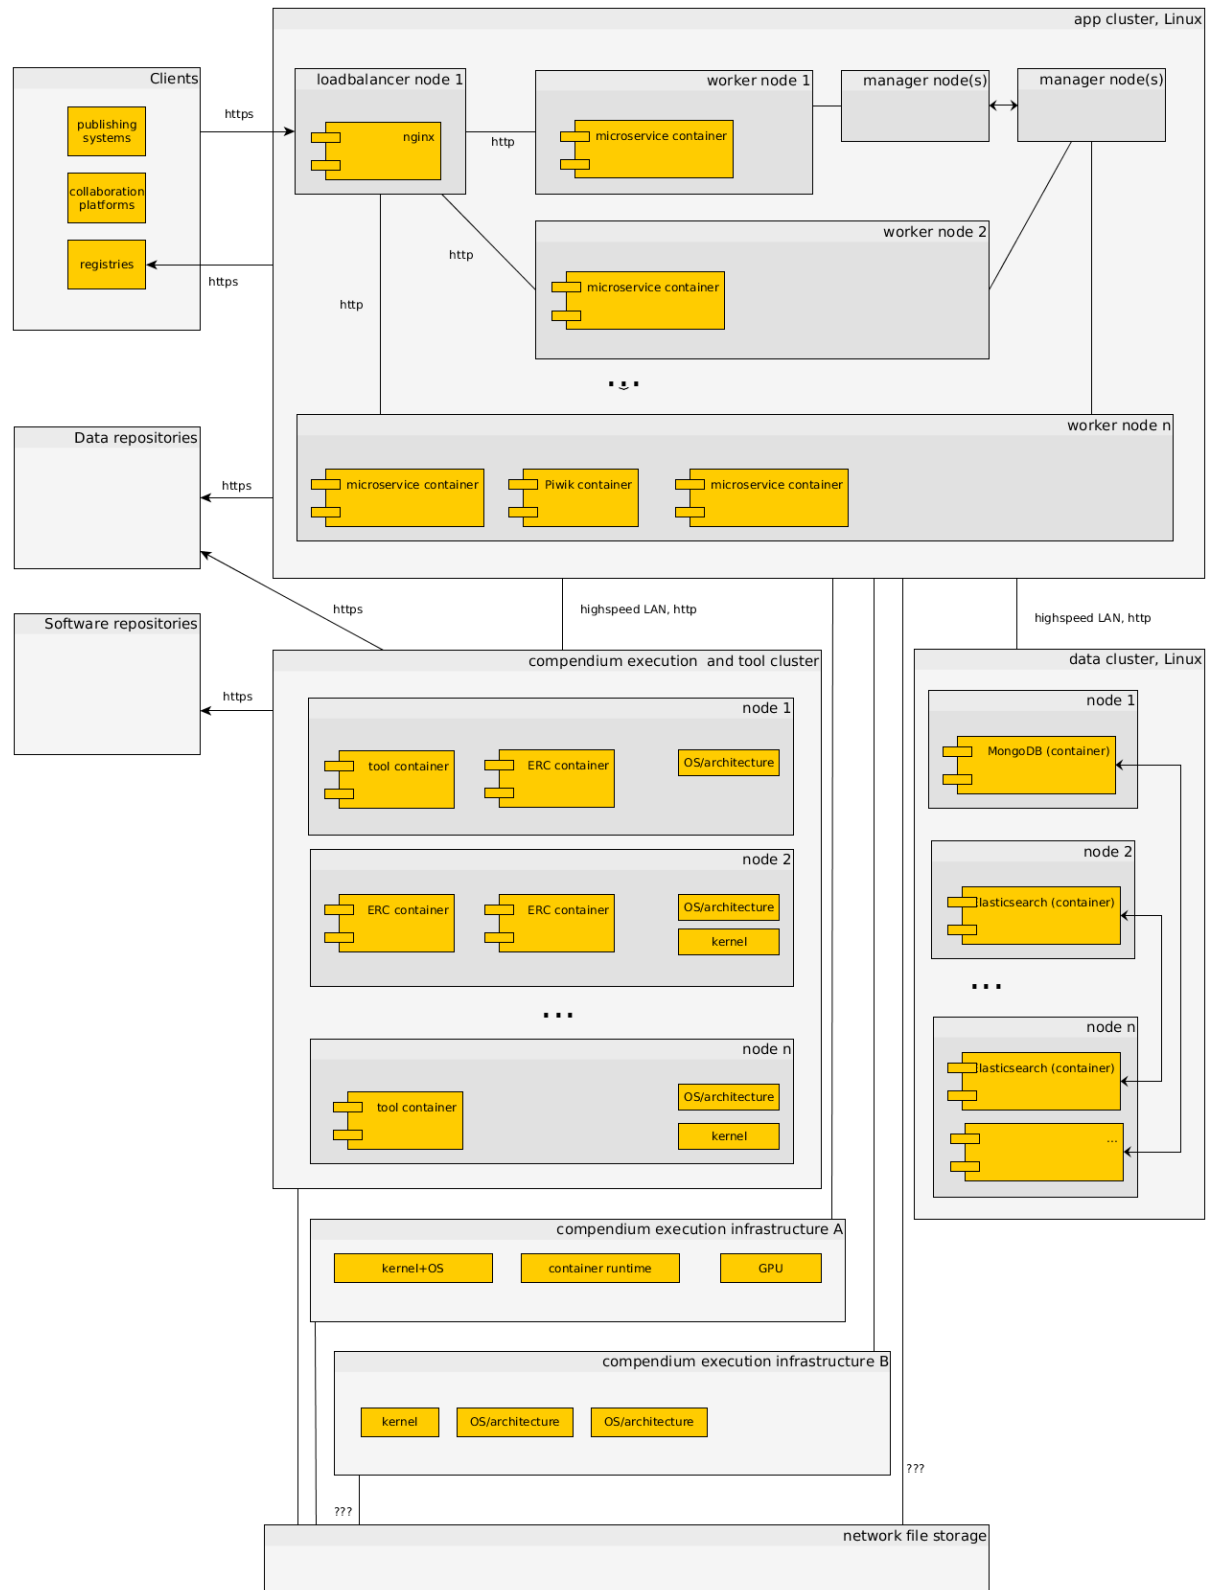 app cluster, Linux
Clients
publishing
systems
collaboration
platforms
registries
https
https
loadbalancer node 1
nginx
http
http
http
worker node 1
microservice container
manager node(s)
manager node(s)
worker node 2
microservice container
...
worker node n
microservice container
Piwik container
microservice container
Data repositories
https
https
Software repositories
https
highspeed LAN, http
highspeed LAN, http
compendium execution  and tool cluster
node 1
tool container
ERC container
OS/architecture
node 2
ERC container
ERC container
OS/architecture
kernel
...
node n
tool container
OS/architecture
kernel
data cluster, Linux
node 1
MongoDB (container)
node 2
lasticsearch (container)
...
node n
lasticsearch (container)
...
compendium execution infrastructure A
kernel+OS
container runtime
GPU
compendium execution infrastructure B
kernel
OS/architecture
OS/architecture
???
???
network file storage